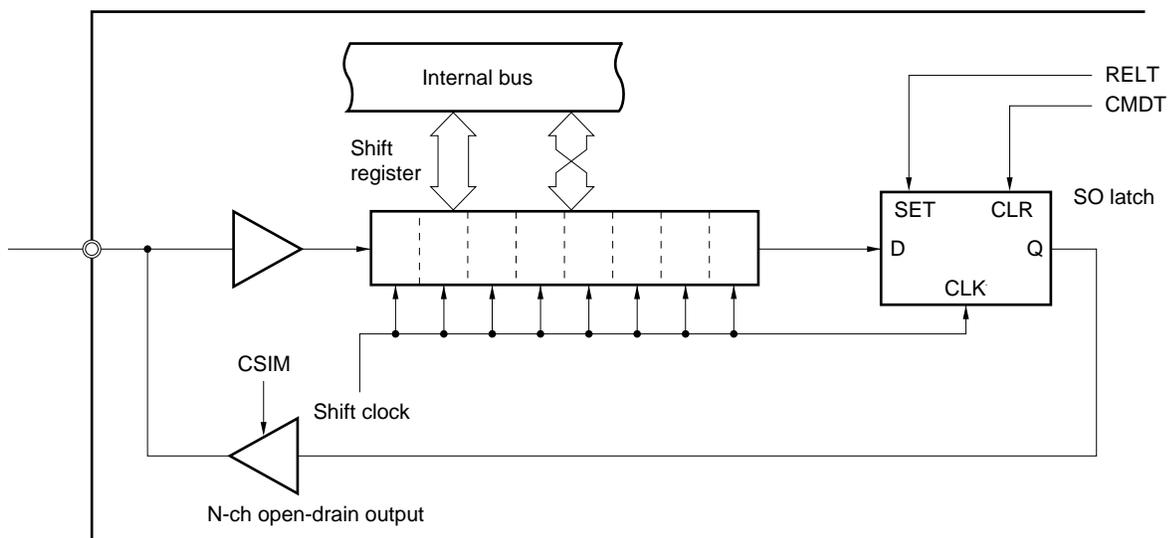 Internal bus
RELT
CMDT
Shift
register
SO latch
SET
CLR
D
Q
CLK
CSIM
Shift clock
N-ch open-drain output